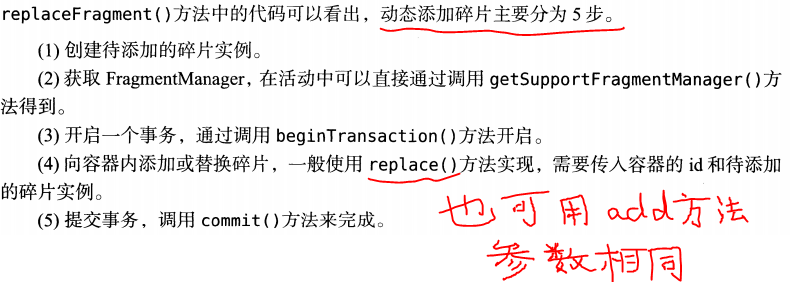 replaceFragment()方法中的代码可以看出，动态添加碎片主要分为 5 步。
(1) 创建待添加的碎片实例。
(2) 获取 FragmentManager，在活动中可以直接通过调用 getSupportFragmentManager()方
法得到。
(3) 开启一个事务，通过调用 beginTransaction()方法开启。
(4) 向容器内添加或替换碎片，一般使用 replace()方法实现，需要传入容器的 id 和待添加
的碎片实例。
(5) 提交事务，调用 commit()方法来完成。
也可用 add方法
参数相同